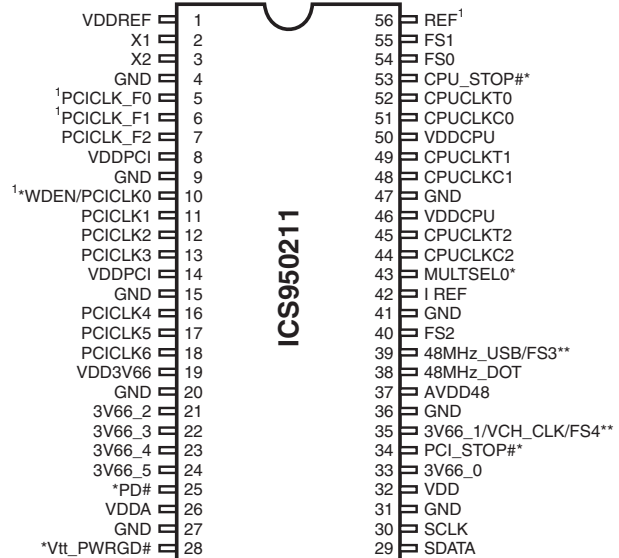 VDDREF 1 56 REF¹
X1 2 55 FS1
X2 3 54 FS0
GND 4 53 CPU_STOP#*
¹PCICLK_F0 5 52 CPUCLKT0
¹PCICLK_F1 6 51 CPUCLKC0
PCICLK_F2 7 50 VDDCPU
VDDPCI 8 49 CPUCLKT1
GND 9 48 CPUCLKC1
¹*WDEN/PCICLK0 10 47 GND
PCICLK1 11 46 VDDCPU
PCICLK2 12 45 CPUCLKT2
PCICLK3 13 44 CPUCLKC2
VDDPCI 14 43 MULTSEL0*
GND 15 42 I REF
PCICLK4 16 41 GND
PCICLK5 17 40 FS2
PCICLK6 18 39 48MHz_USB/FS3**
VDD3V66 19 38 48MHz_DOT
GND 20 37 AVDD48
3V66_2 21 36 GND
3V66_3 22 35 3V66_1/VCH_CLK/FS4**
3V66_4 23 34 PCI_STOP#*
3V66_5 24 33 3V66_0
*PD# 25 32 VDD
VDDA 26 31 GND
GND 27 30 SCLK
*Vtt_PWRGD# 28 29 SDATA
ICS950211